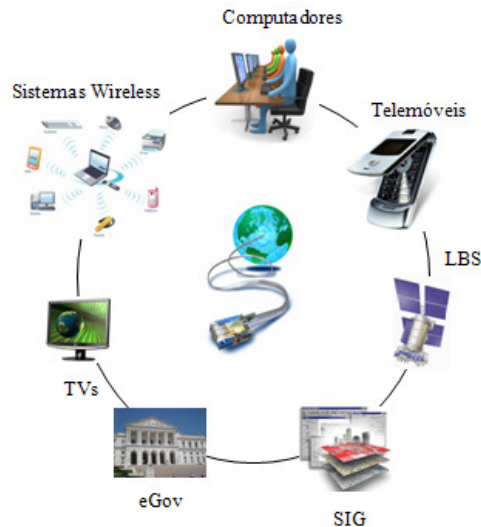 Computadores
Sistemas Wireless
Telemóveis
LBS
TVs
eGov
SIG